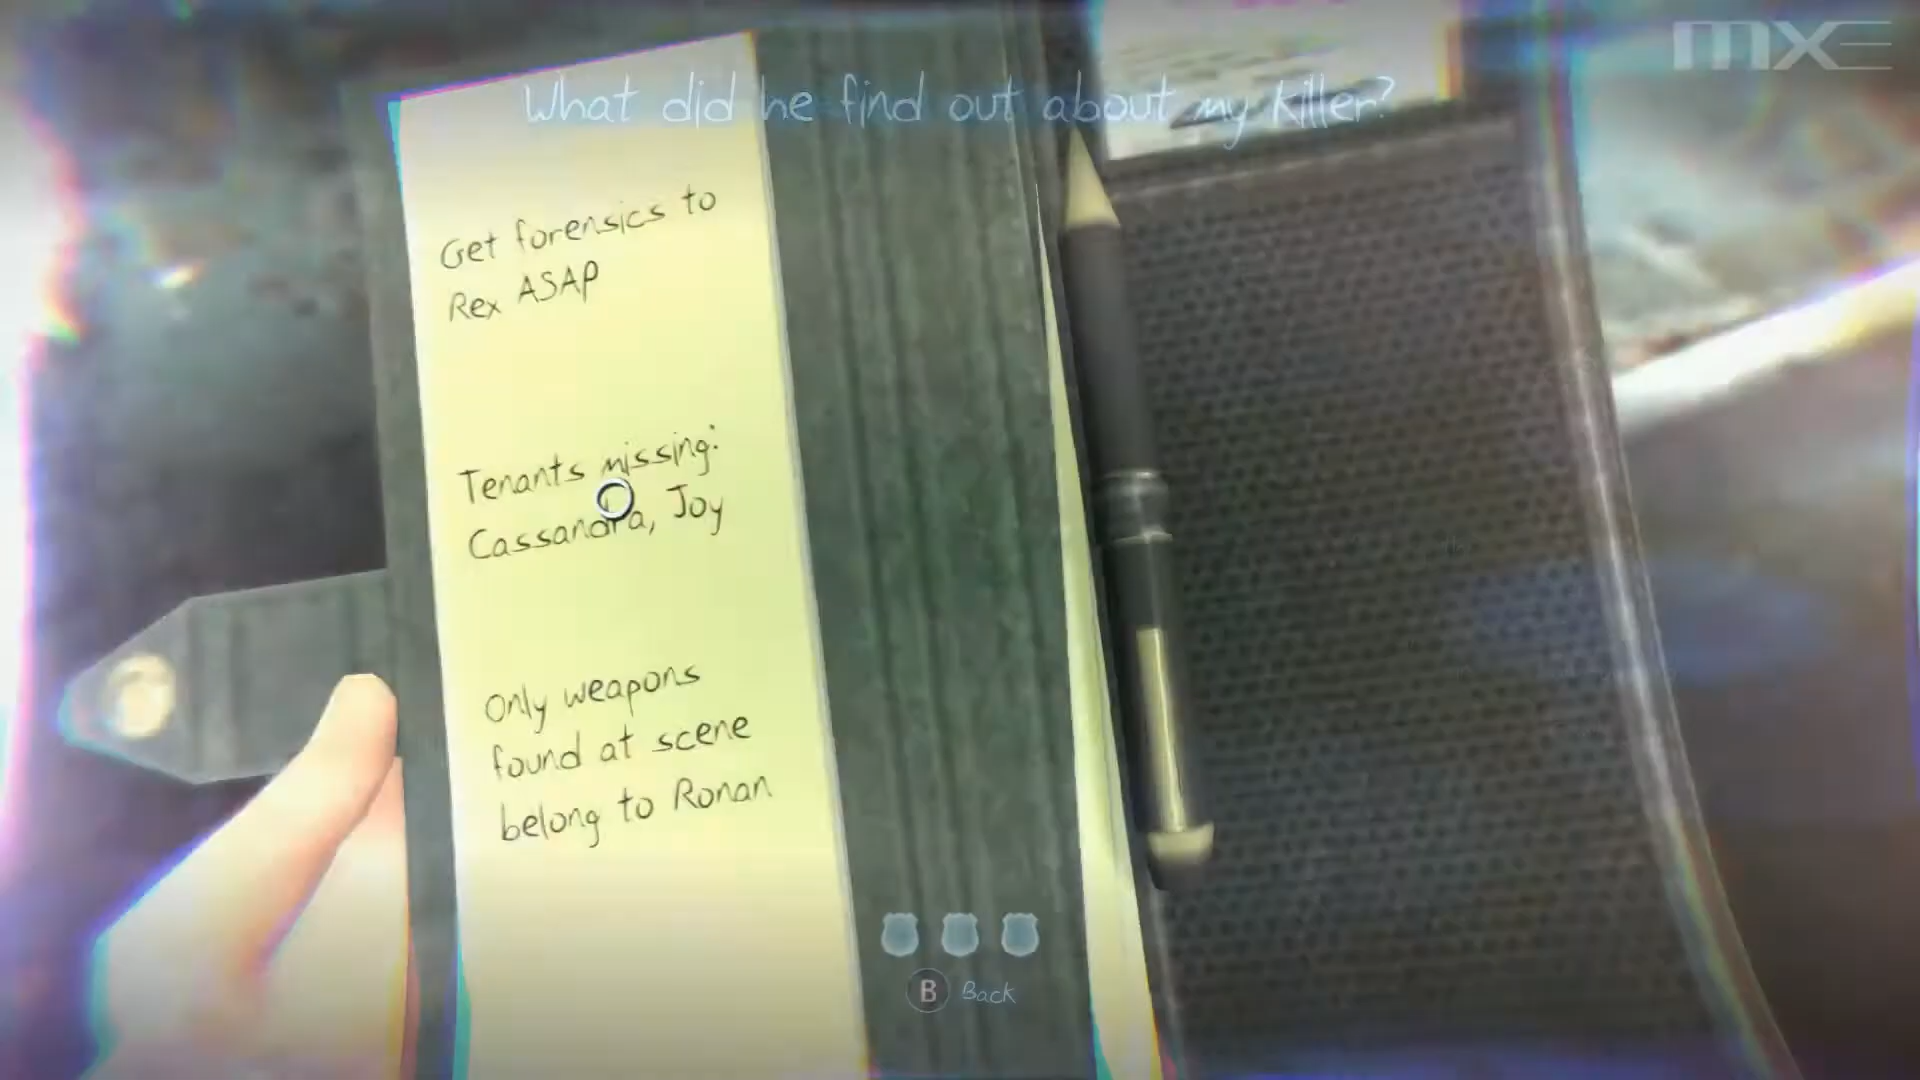 MXE
What did he find out about my killer?
Get forensics to
Rex ASAP
Tenants missing:
Cassandra, Joy
Only weapons
found at scene
belong to Ronan
B Back